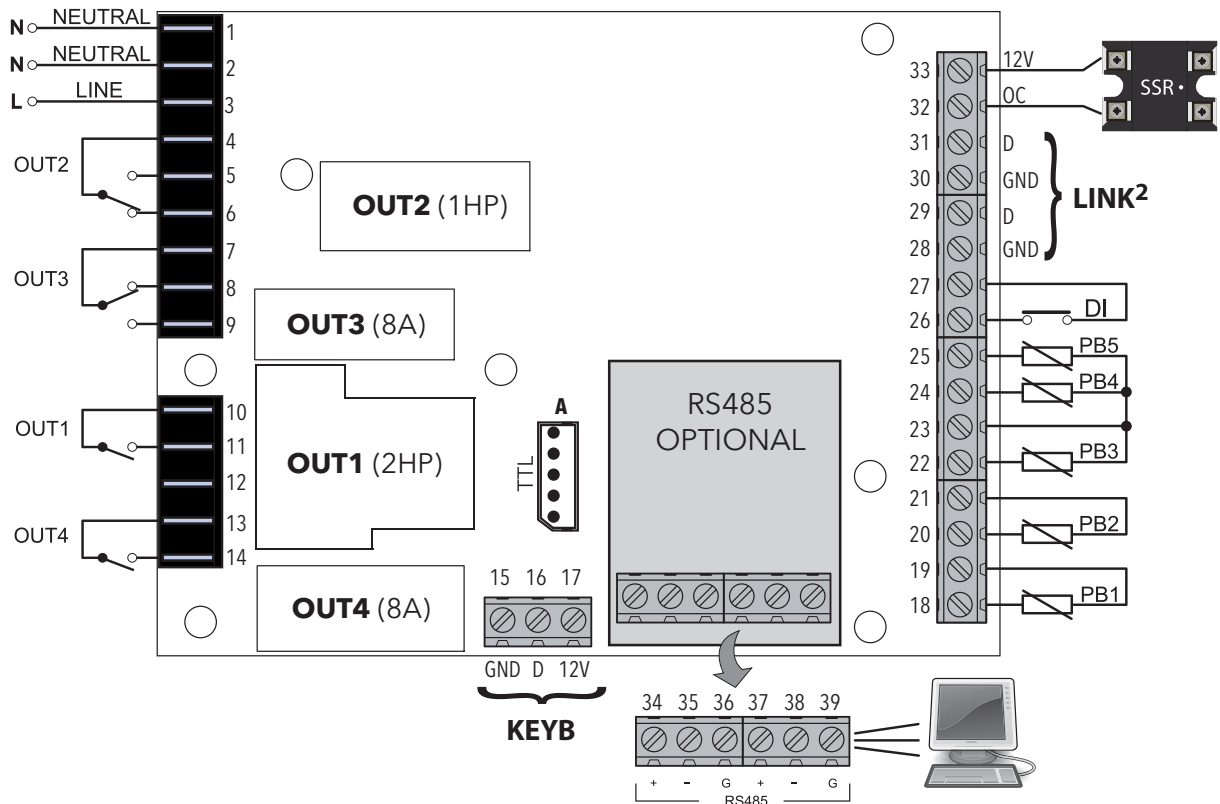 N NEUTRAL 1
N NEUTRAL 2
L LINE 3
4
OUT2 5
6
7
OUT3 8
9
OUT1 10
11
12
13
OUT4 14
OUT2 (1HP)
OUT3 (8A)
OUT1 (2HP)
OUT4 (8A)
A
TTL
RS485
OPTIONAL
15 16 17
GND D 12V
KEYB
33 12V
32 OC
31 D
30 GND
29 D
28 GND
LINK2
SSR
27
26 DI
25 PB5
24 PB4
23
22 PB3
21
20 PB2
19
18 PB1
34 35 36 37 38 39
+ - G + - G
RS485